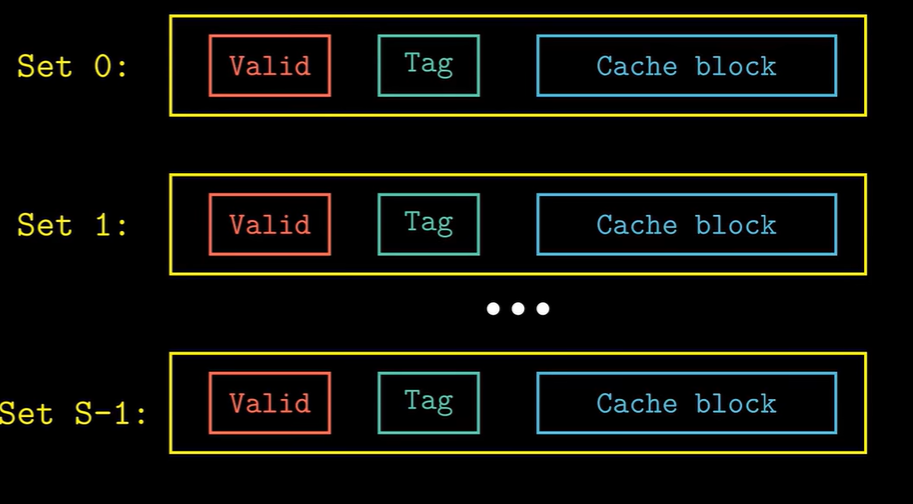 Set 0: Valid Tag Cache block
Set 1: Valid Tag Cache block
...
Set S-1: Valid Tag Cache block